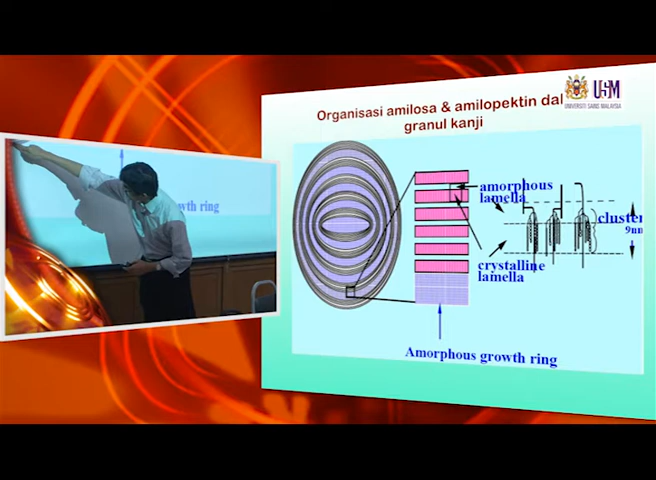 USM
UNIVERSITI SAINS MALAYSIA
Organisasi amilosa & amilopektin dal
granul kanji
amorphous
lamella
cluster
9nm
crystalline
lamella
Amorphous growth ring
wth ring